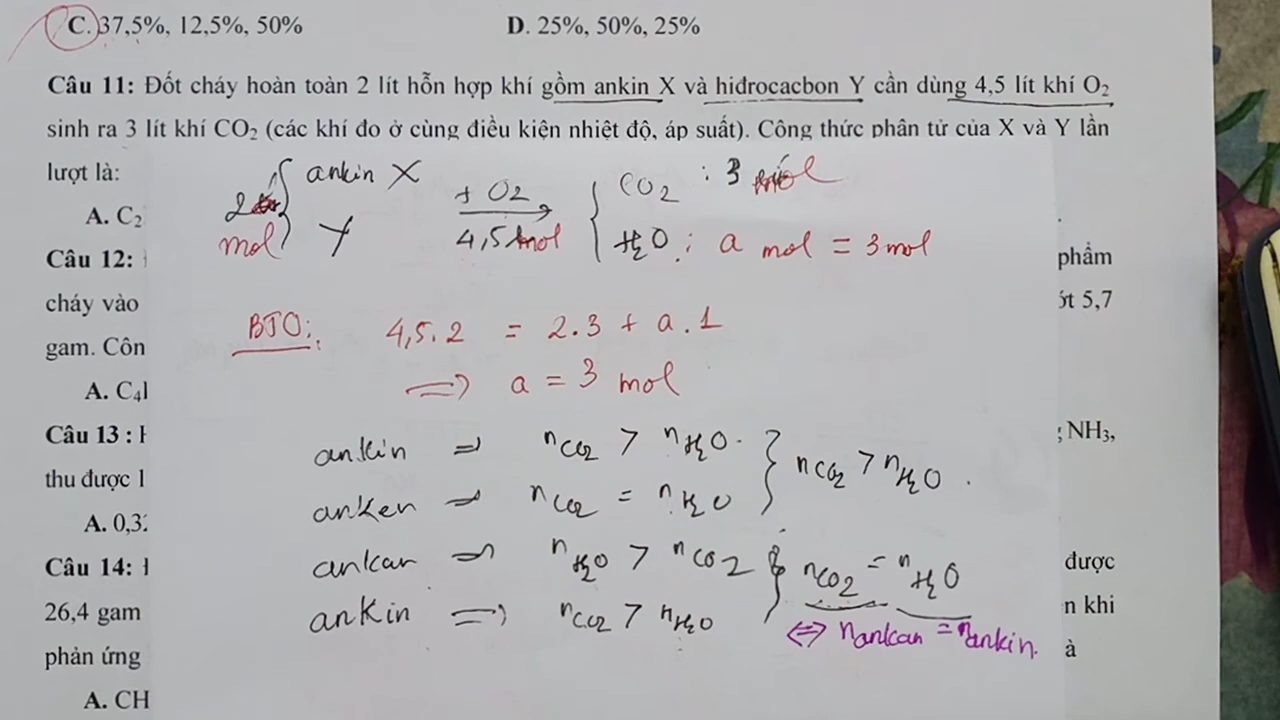 C. 37,5%, 12,5%, 50% D. 25%, 50%, 25%
Câu 11: Đốt cháy hoàn toàn 2 lít hỗn hợp khí gồm ankin X và hiđrocacbon Y cần dùng 4,5 lít khí O₂
sinh ra 3 lít khí CO₂ (các khí đo ở cùng điều kiện nhiệt độ, áp suất). Công thức phân tử của X và Y lần
lượt là:
ankin X + O2 CO2 : 3 mol
2 mol Y 4,5 mol H2O : a mol = 3 mol
A. C₂
Câu 12: phẩm
cháy vào ớt 5,7
BTO: 4,5.2 = 2.3 + a.1
gam. Côn
⇒ a = 3 mol
A. C₄
Câu 13 : H NH₃,
ankin ⇒ nCO2 > nH2O nCO2 > nH2O.
thu được 1
anken ⇒ nCO2 = nH2O
A. 0,32
ankan ⇒ nH2O > nCO2 nCO2 = nH2O
Câu 14: được
26,4 gam n khi
ankin ⇒ nCO2 > nH2O
⇔ nankan = nankin.
phản ứng à
A. CH